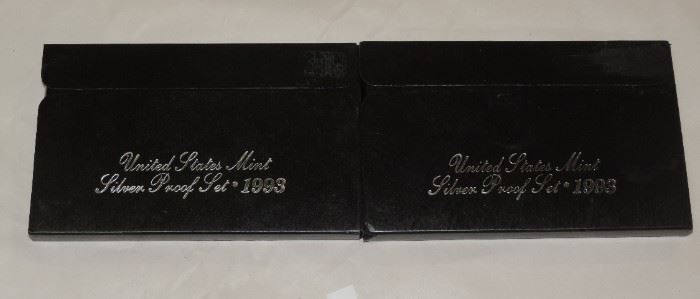 United States Mint
Silver Proof Set • 1993
United States Mint
Silver Proof Set • 1993